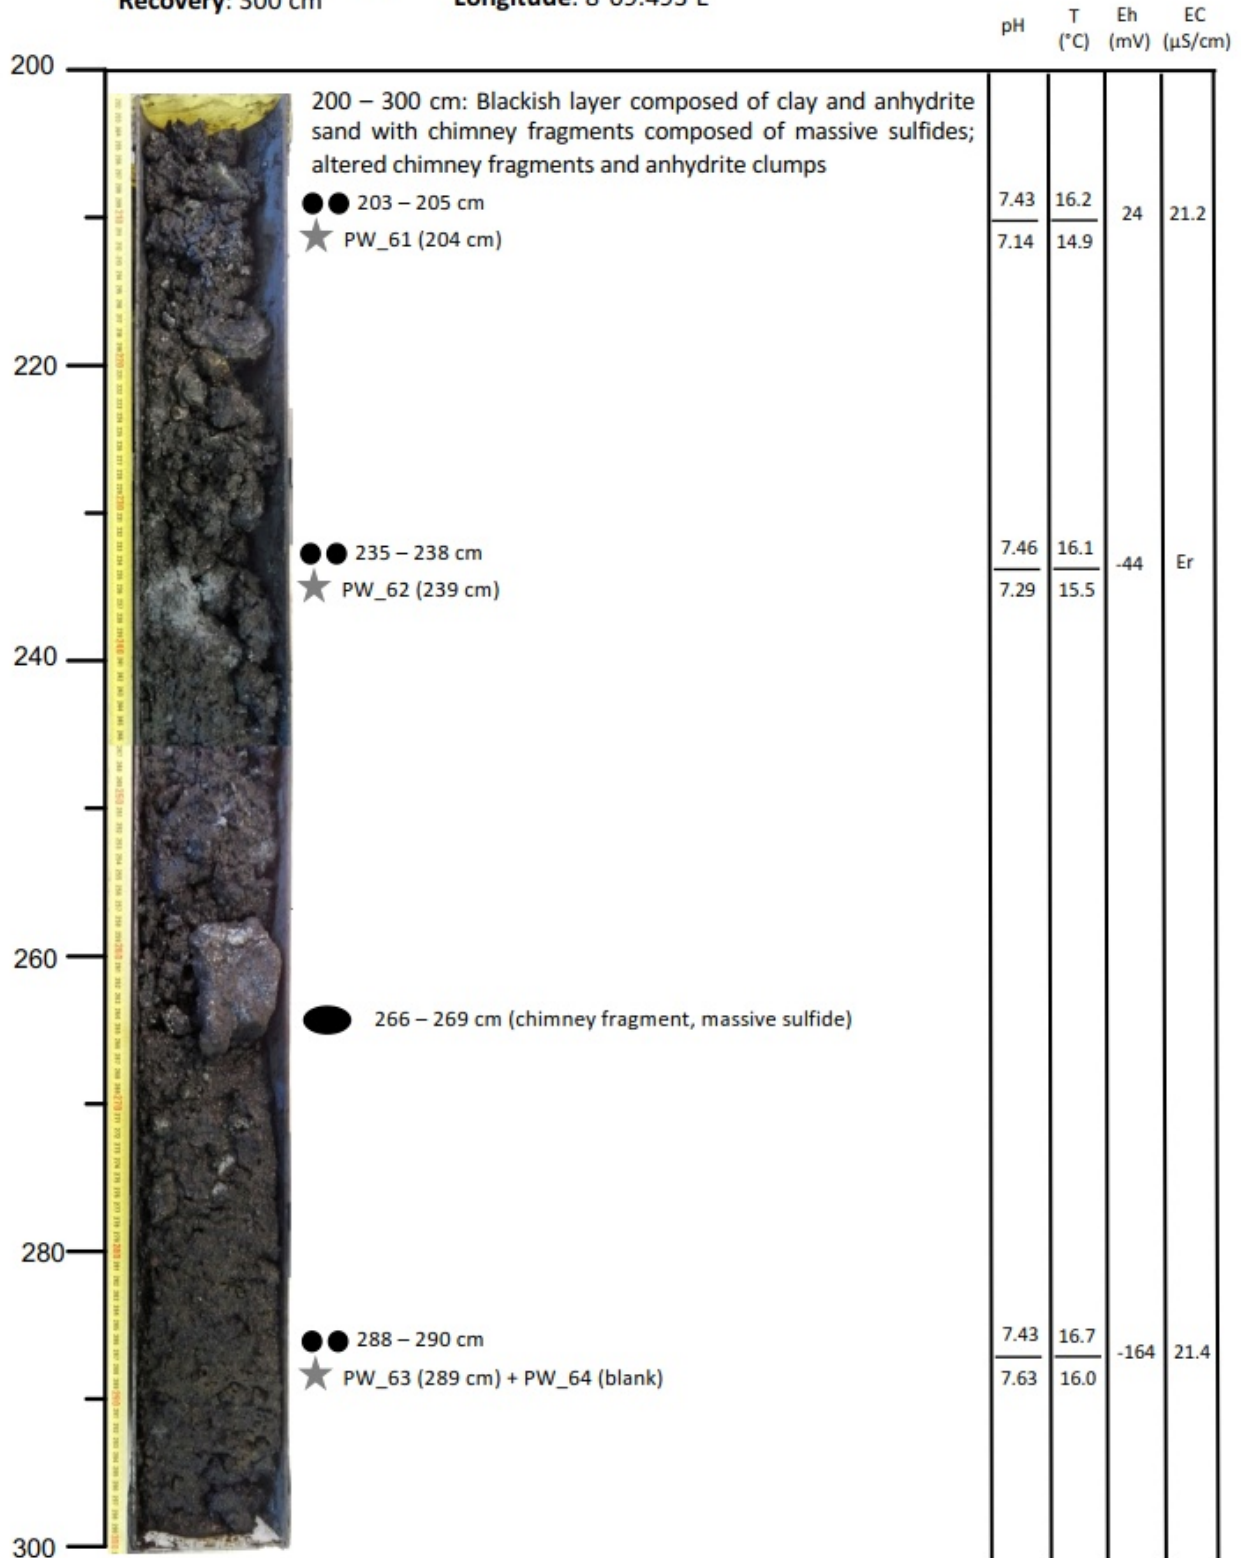 Recovery: 300 cm
Longitude: 8°09.493'E
pH
T
(°C)
Eh
(mV)
EC
(µS/cm)
200
200 – 300 cm: Blackish layer composed of clay and anhydrite
sand with chimney fragments composed of massive sulfides;
altered chimney fragments and anhydrite clumps
203 – 205 cm
PW_61 (204 cm)
7.43
7.14
16.2
14.9
24
21.2
220
235 – 238 cm
PW_62 (239 cm)
7.46
7.29
16.1
15.5
-44
Er
240
260
266 – 269 cm (chimney fragment, massive sulfide)
280
288 – 290 cm
PW_63 (289 cm) + PW_64 (blank)
7.43
7.63
16.7
16.0
-164
21.4
300